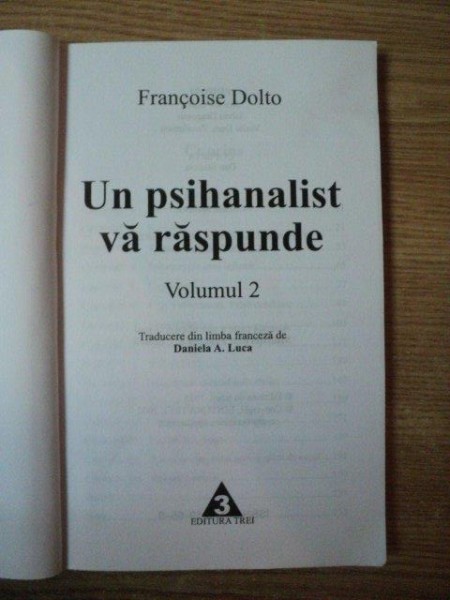 Françoise Dolto
Un psihanalist
vă răspunde
Volumul 2
Traducere din limba franceză de
Daniela A. Luca
3
EDITURA TREI